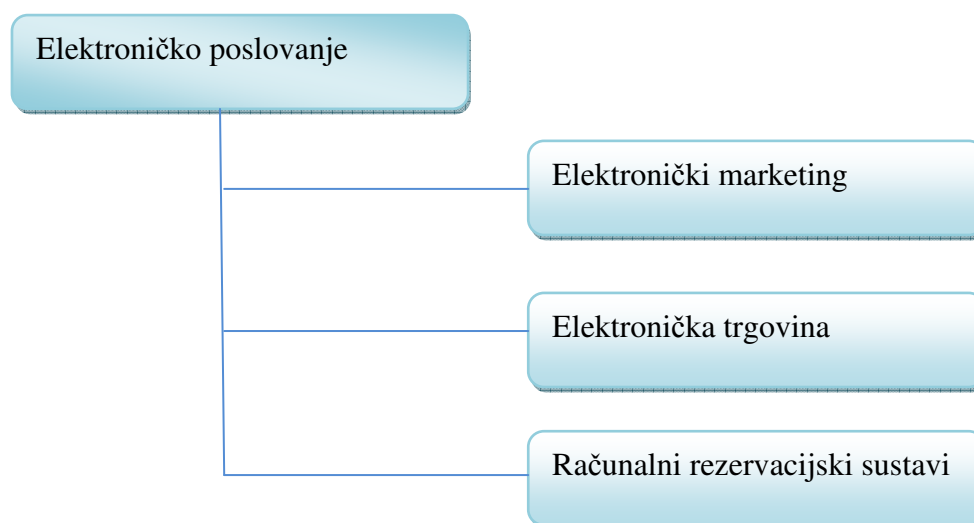 Elektroničko poslovanje
Elektronički marketing
Elektronička trgovina
Računalni rezervacijski sustavi